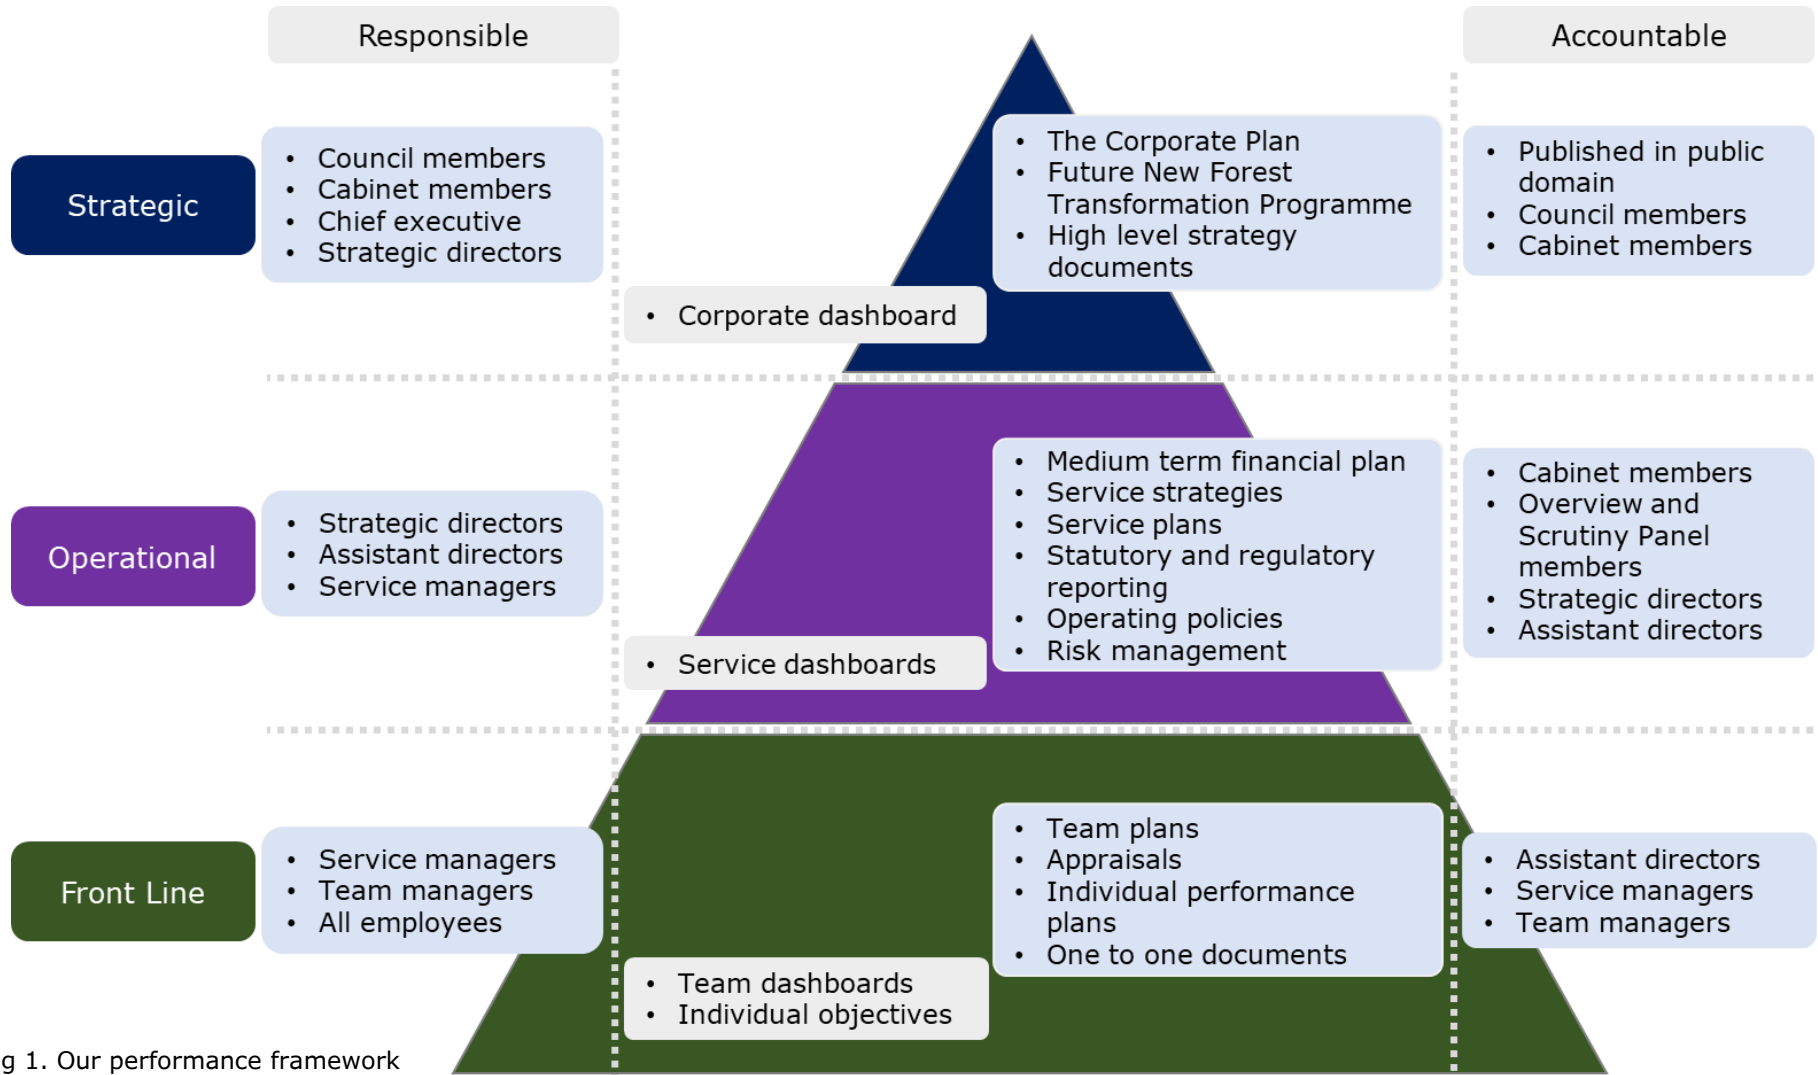 Responsible
Accountable
Strategic
• Council members
• Cabinet members
• Chief executive
• Strategic directors
• Corporate dashboard
• The Corporate Plan
• Future New Forest
Transformation Programme
• High level strategy
documents
• Published in public
domain
• Council members
• Cabinet members
Operational
• Strategic directors
• Assistant directors
• Service managers
• Service dashboards
• Medium term financial plan
• Service strategies
• Service plans
• Statutory and regulatory
reporting
• Operating policies
• Risk management
• Cabinet members
• Overview and
Scrutiny Panel
members
• Strategic directors
• Assistant directors
Front Line
• Service managers
• Team managers
• All employees
• Team dashboards
• Individual objectives
• Team plans
• Appraisals
• Individual performance
plans
• One to one documents
• Assistant directors
• Service managers
• Team managers
g 1. Our performance framework